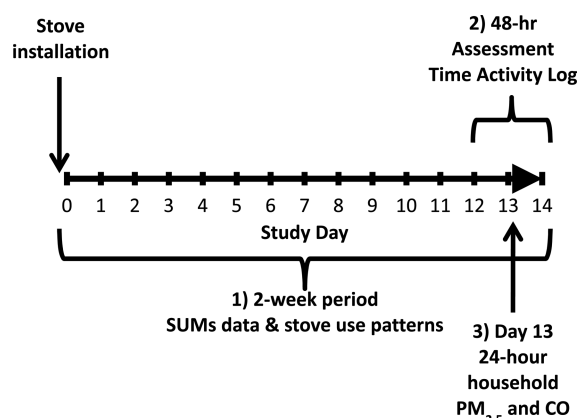 Stove
installation
2) 48-hr
Assessment
Time Activity Log
0 1 2 3 4 5 6 7 8 9 10 11 12 13 14
Study Day
1) 2-week period
SUMs data & stove use patterns
3) Day 13
24-hour
household
PM2.5 and CO